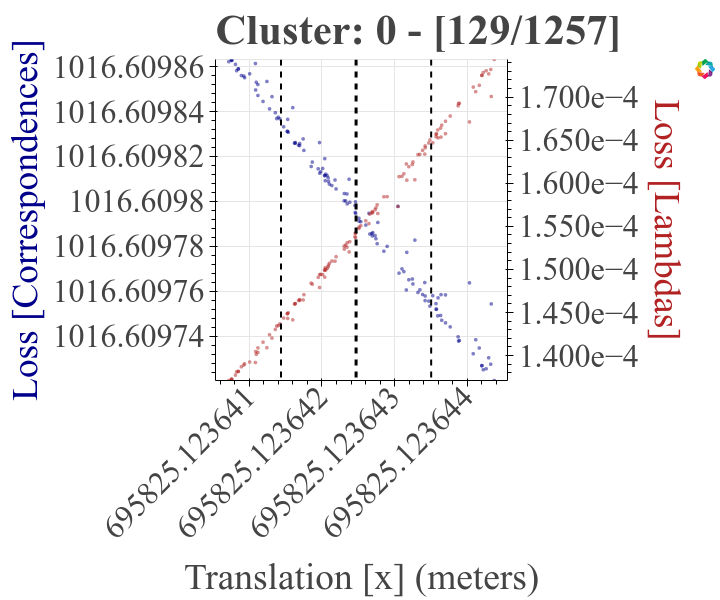 Cluster: 0 - [129/1257]
Loss [Correspondences]
1016.60986
1016.60984
1016.60982
1016.6098
1016.60978
1016.60976
1016.60974
1.700e−4
1.650e−4
1.600e−4
1.550e−4
1.500e−4
1.450e−4
1.400e−4
Loss [Lambdas]
695825.123641
695825.123642
695825.123643
695825.123644
Translation [x] (meters)